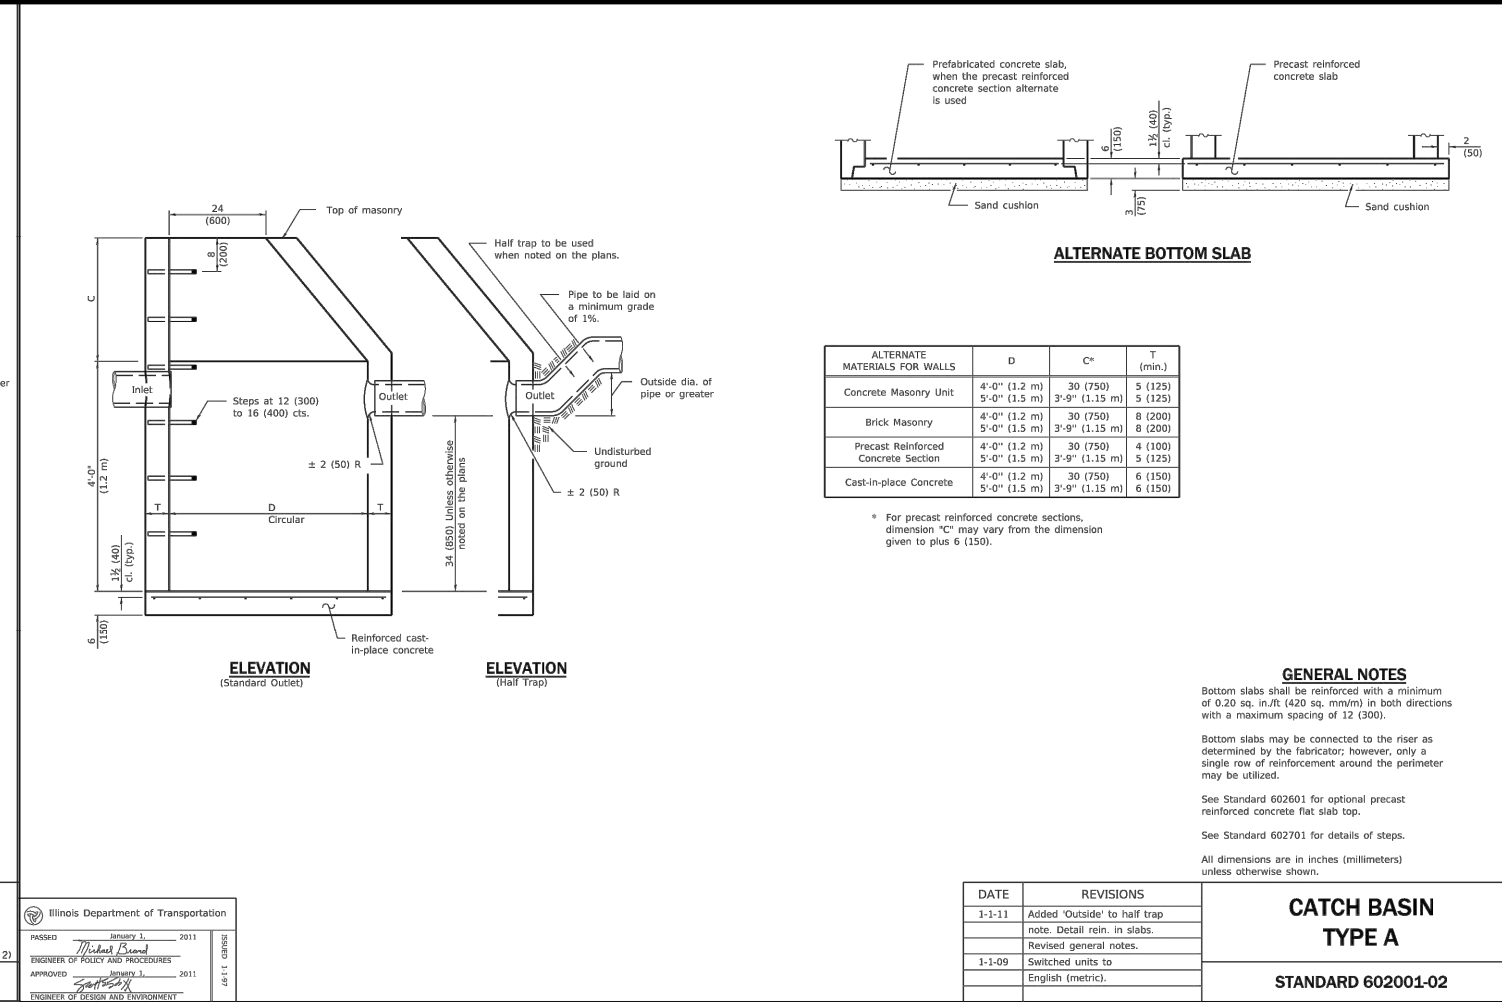 Prefabricated concrete slab,
when the precast reinforced
concrete section alternate
is used
Precast reinforced
concrete slab
6
(150)
1½ (40)
cl. (typ.)
2
(50)
3
(75)
Sand cushion
Sand cushion
ALTERNATE BOTTOM SLAB
24
(600)
Top of masonry
8
(200)
C
Inlet
Steps at 12 (300)
to 16 (400) cts.
Outlet
± 2 (50) R
4'-0"
(1.2 m)
T
D
Circular
T
1½ (40)
cl. (typ.)
6
(150)
Reinforced cast-
in-place concrete
ELEVATION
(Standard Outlet)
Half trap to be used
when noted on the plans.
Pipe to be laid on
a minimum grade
of 1%.
Outlet
Outside dia. of
pipe or greater
Undisturbed
ground
± 2 (50) R
34 (850) Unless otherwise
noted on the plans
ELEVATION
(Half Trap)
ALTERNATE
MATERIALS FOR WALLS
D
C*
T
(min.)
Concrete Masonry Unit
4'-0" (1.2 m) 30 (750) 5 (125)
5'-0" (1.5 m) 3'-9" (1.15 m) 5 (125)
Brick Masonry
4'-0" (1.2 m) 30 (750) 8 (200)
5'-0" (1.5 m) 3'-9" (1.15 m) 8 (200)
Precast Reinforced
Concrete Section
4'-0" (1.2 m) 30 (750) 4 (100)
5'-0" (1.5 m) 3'-9" (1.15 m) 5 (125)
Cast-in-place Concrete
4'-0" (1.2 m) 30 (750) 6 (150)
5'-0" (1.5 m) 3'-9" (1.15 m) 6 (150)
* For precast reinforced concrete sections,
dimension "C" may vary from the dimension
given to plus 6 (150).
GENERAL NOTES
Bottom slabs shall be reinforced with a minimum
of 0.20 sq. in./ft (420 sq. mm/m) in both directions
with a maximum spacing of 12 (300).
Bottom slabs may be connected to the riser as
determined by the fabricator; however, only a
single row of reinforcement around the perimeter
may be utilized.
See Standard 602601 for optional precast
reinforced concrete flat slab top.
See Standard 602701 for details of steps.
All dimensions are in inches (millimeters)
unless otherwise shown.
er
2)
Illinois Department of Transportation
PASSED January 1, 2011
Michael Brand
ENGINEER OF POLICY AND PROCEDURES
APPROVED January 1, 2011
ENGINEER OF DESIGN AND ENVIRONMENT
ISSUED 1-1-97
DATE REVISIONS
1-1-11 Added 'Outside' to half trap
note. Detail rein. in slabs.
Revised general notes.
1-1-09 Switched units to
English (metric).
CATCH BASIN
TYPE A
STANDARD 602001-02